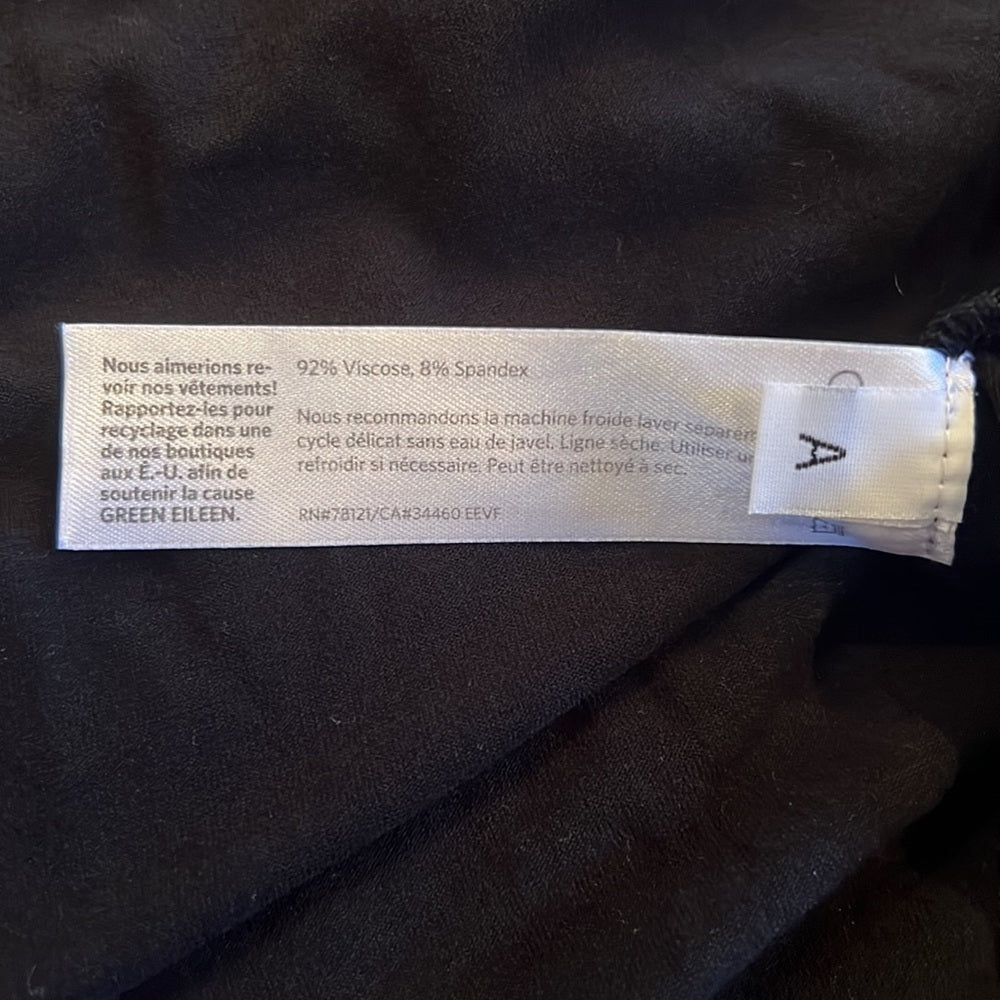 Nous aimerions re-
voir nos vêtements!
Rapportez-les pour
recyclage dans une
de nos boutiques
aux É.-U. afin de
soutenir la cause
GREEN EILEEN.
92% Viscose, 8% Spandex
Nous recommandons la machine froide laver
cycle délicat sans eau de javel. Ligne sèche. Utiliser
refroidir si nécessaire. Peut être nettoyé à sec.
RN#78121/CA#34460 EEVF
A